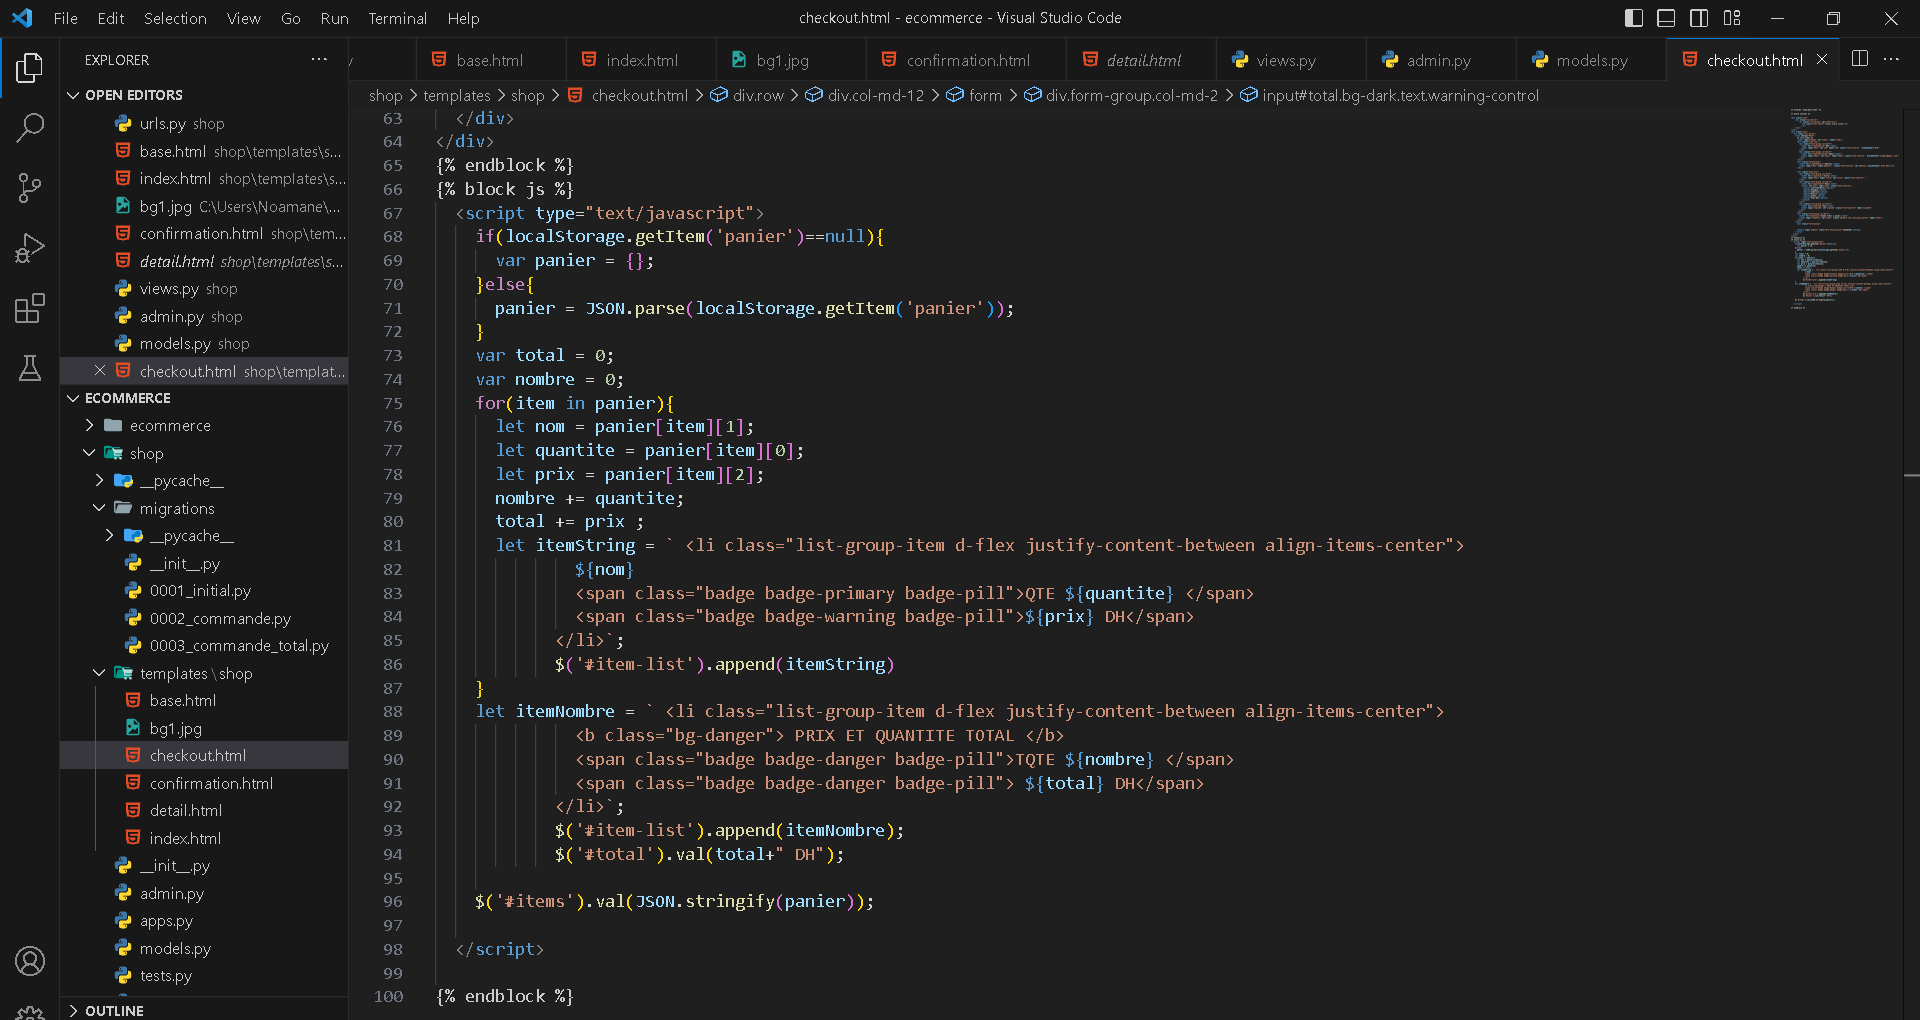 File Edit Selection View Go Run Terminal Help
checkout.html - ecommerce - Visual Studio Code
EXPLORER
OPEN EDITORS
urls.py shop
base.html shop\templates\s...
index.html shop\templates\s...
bg1.jpg C:\Users\Noamane\...
confirmation.html shop\tem...
detail.html shop\templates\s...
views.py shop
admin.py shop
models.py shop
checkout.html shop\templat...
ECOMMERCE
ecommerce
shop
__pycache__
migrations
__pycache__
__init__.py
0001_initial.py
0002_commande.py
0003_commande_total.py
templates\shop
base.html
bg1.jpg
checkout.html
confirmation.html
detail.html
index.html
__init__.py
admin.py
apps.py
models.py
tests.py
OUTLINE
base.html index.html bg1.jpg confirmation.html detail.html views.py admin.py models.py checkout.html
shop > templates > shop > checkout.html > div.row > div.col-md-12 > form > div.form-group.col-md-2 > input#total.bg-dark.text.warning-control
63 </div>
64 </div>
65 {% endblock %}
66 {% block js %}
67 <script type="text/javascript">
68 if(localStorage.getItem('panier')==null){
69 var panier = {};
70 }else{
71 panier = JSON.parse(localStorage.getItem('panier'));
72 }
73 var total = 0;
74 var nombre = 0;
75 for(item in panier){
76 let nom = panier[item][1];
77 let quantite = panier[item][0];
78 let prix = panier[item][2];
79 nombre += quantite;
80 total += prix ;
81 let itemString = ` <li class="list-group-item d-flex justify-content-between align-items-center">
82 ${nom}
83 <span class="badge badge-primary badge-pill">QTE ${quantite} </span>
84 <span class="badge badge-warning badge-pill">${prix} DH</span>
85 </li>`;
86 $('#item-list').append(itemString)
87 }
88 let itemNombre = ` <li class="list-group-item d-flex justify-content-between align-items-center">
89 <b class="bg-danger"> PRIX ET QUANTITE TOTAL </b>
90 <span class="badge badge-danger badge-pill">TQTE ${nombre} </span>
91 <span class="badge badge-danger badge-pill"> ${total} DH</span>
92 </li>`;
93 $('#item-list').append(itemNombre);
94 $('#total').val(total+" DH");
95
96 $('#items').val(JSON.stringify(panier));
97
98 </script>
99
100 {% endblock %}